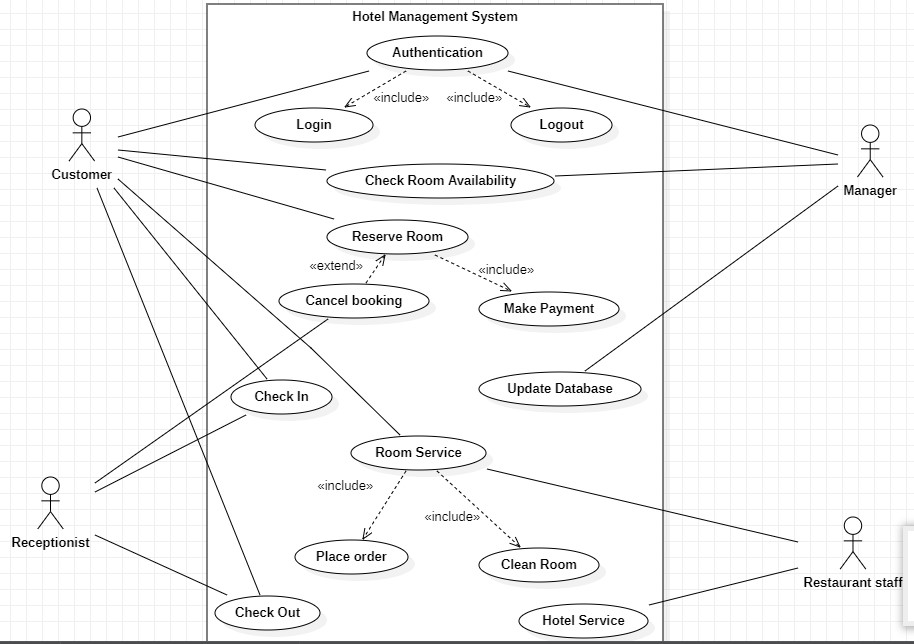 Hotel Management System
Authentication
«include» «include»
Login
Logout
Customer
Check Room Availability
Manager
Reserve Room
«extend»
«include»
Cancel booking
Make Payment
Update Database
Check In
Room Service
«include»
«include»
Receptionist
Place order
Clean Room
Restaurant staff
Check Out
Hotel Service